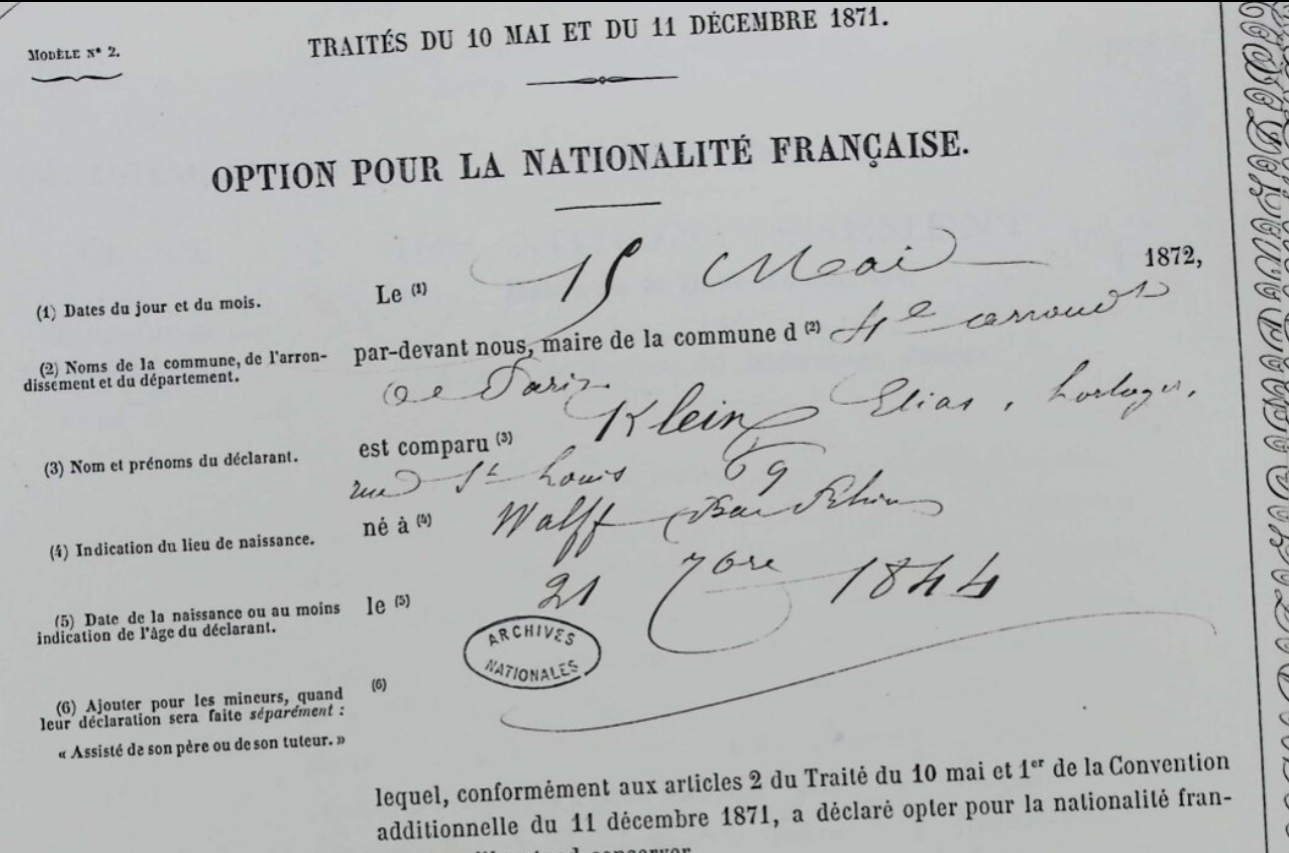 MODÈLE N° 2.
TRAITÉS DU 10 MAI ET DU 11 DÉCEMBRE 1871.
OPTION POUR LA NATIONALITÉ FRANÇAISE.
(1) Dates du jour et du mois.
Le (1) 15 Mai 1872,
(2) Noms de la commune, de l'arron-
dissement et du département.
par-devant nous, maire de la commune d (2) 4e arrondt
de Paris
(3) Nom et prénoms du déclarant.
est comparu (3) Klein Elias, horloger,
rue St Louis 69
(4) Indication du lieu de naissance.
né à (4) Walff Bas Rhin
(5) Date de la naissance ou au moins
indication de l'âge du déclarant.
le (5) 21 7bre 1844
ARCHIVES
NATIONALES
(6) Ajouter pour les mineurs, quand
leur déclaration sera faite séparément :
« Assisté de son père ou de son tuteur. »
(6)
lequel, conformément aux articles 2 du Traité du 10 mai et 1er de la Convention
additionnelle du 11 décembre 1871, a déclaré opter pour la nationalité fran-
conserver